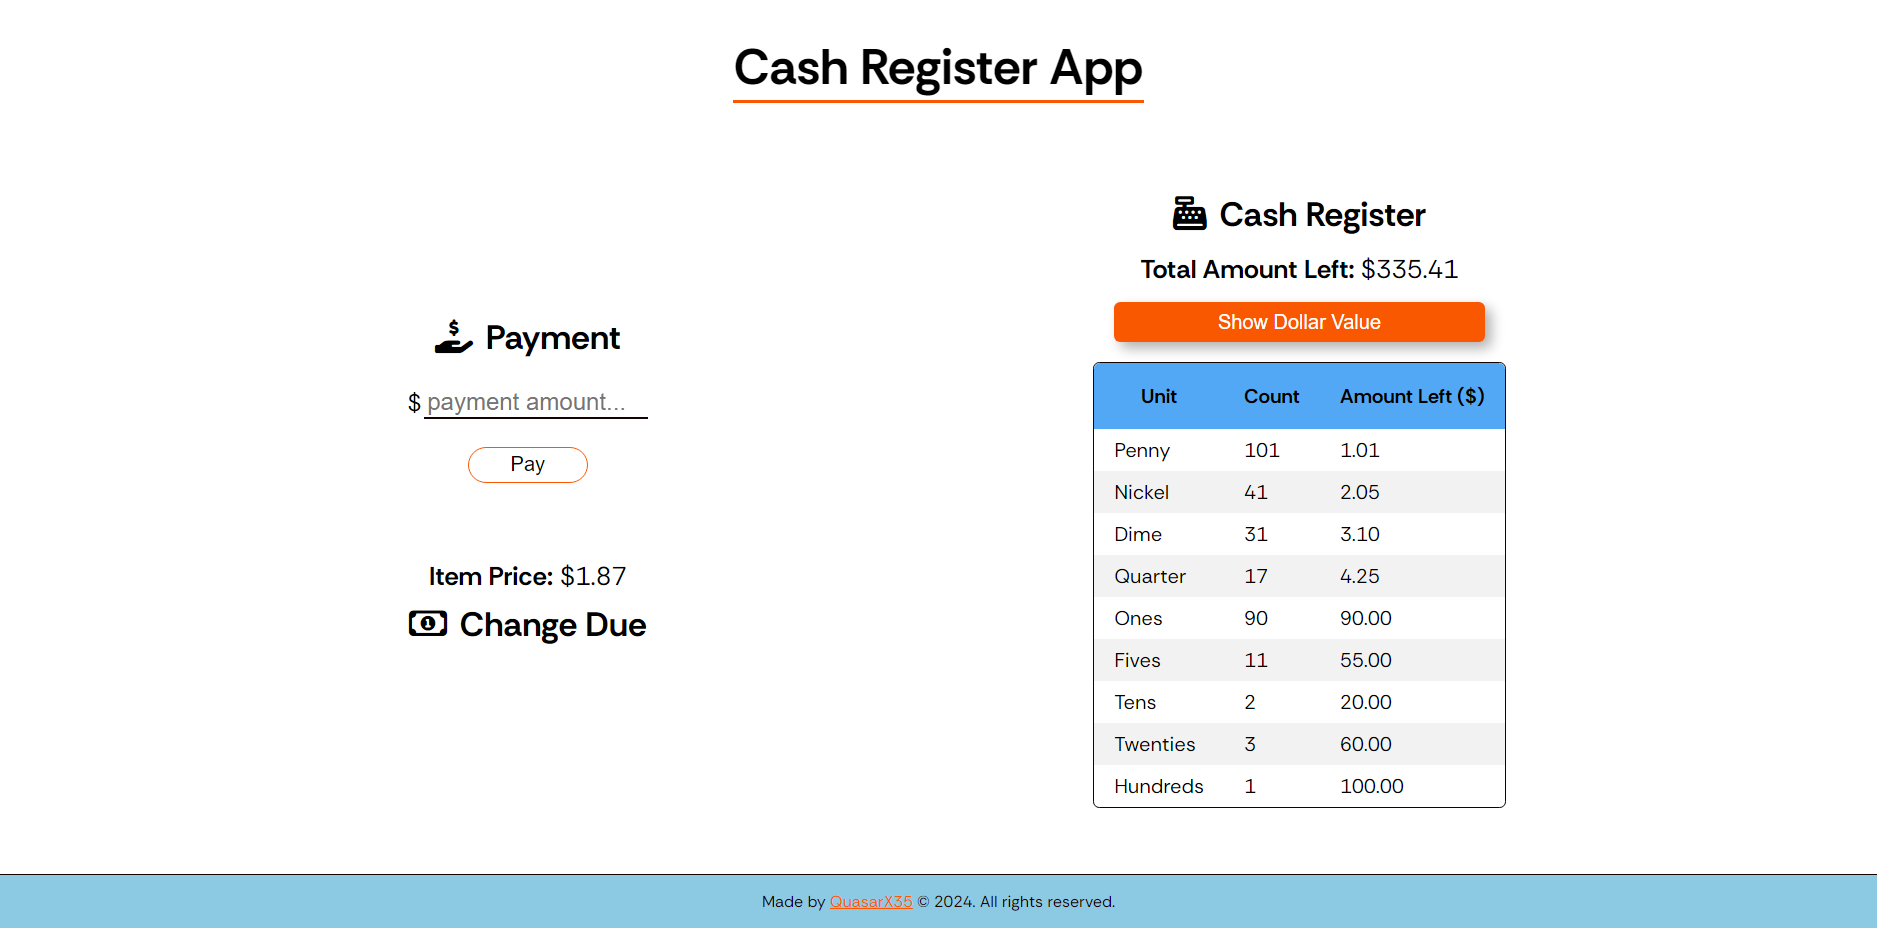 Cash Register App
Payment
$ payment amount...
Pay
Item Price: $1.87
Change Due
Cash Register
Total Amount Left: $335.41
Show Dollar Value
Unit Count Amount Left ($)
Penny 101 1.01
Nickel 41 2.05
Dime 31 3.10
Quarter 17 4.25
Ones 90 90.00
Fives 11 55.00
Tens 2 20.00
Twenties 3 60.00
Hundreds 1 100.00
Made by QuasarX35 © 2024. All rights reserved.